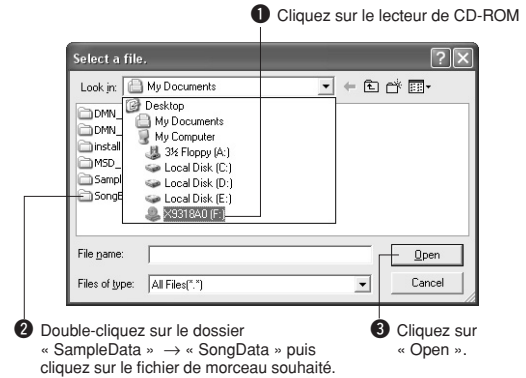 ❶ Cliquez sur le lecteur de CD-ROM
Select a file.
Look in: My Documents
Desktop
My Documents
My Computer
3½ Floppy (A:)
Local Disk (C:)
Local Disk (D:)
Local Disk (E:)
X9318A0 (F:)
DMN_
DMN_
install
MSD_
Sampl
File name:
Open
Files of type: All Files(*.*)
Cancel
❷ Double-cliquez sur le dossier
« SampleData » → « SongData » puis
cliquez sur le fichier de morceau souhaité.
❸ Cliquez sur
« Open ».